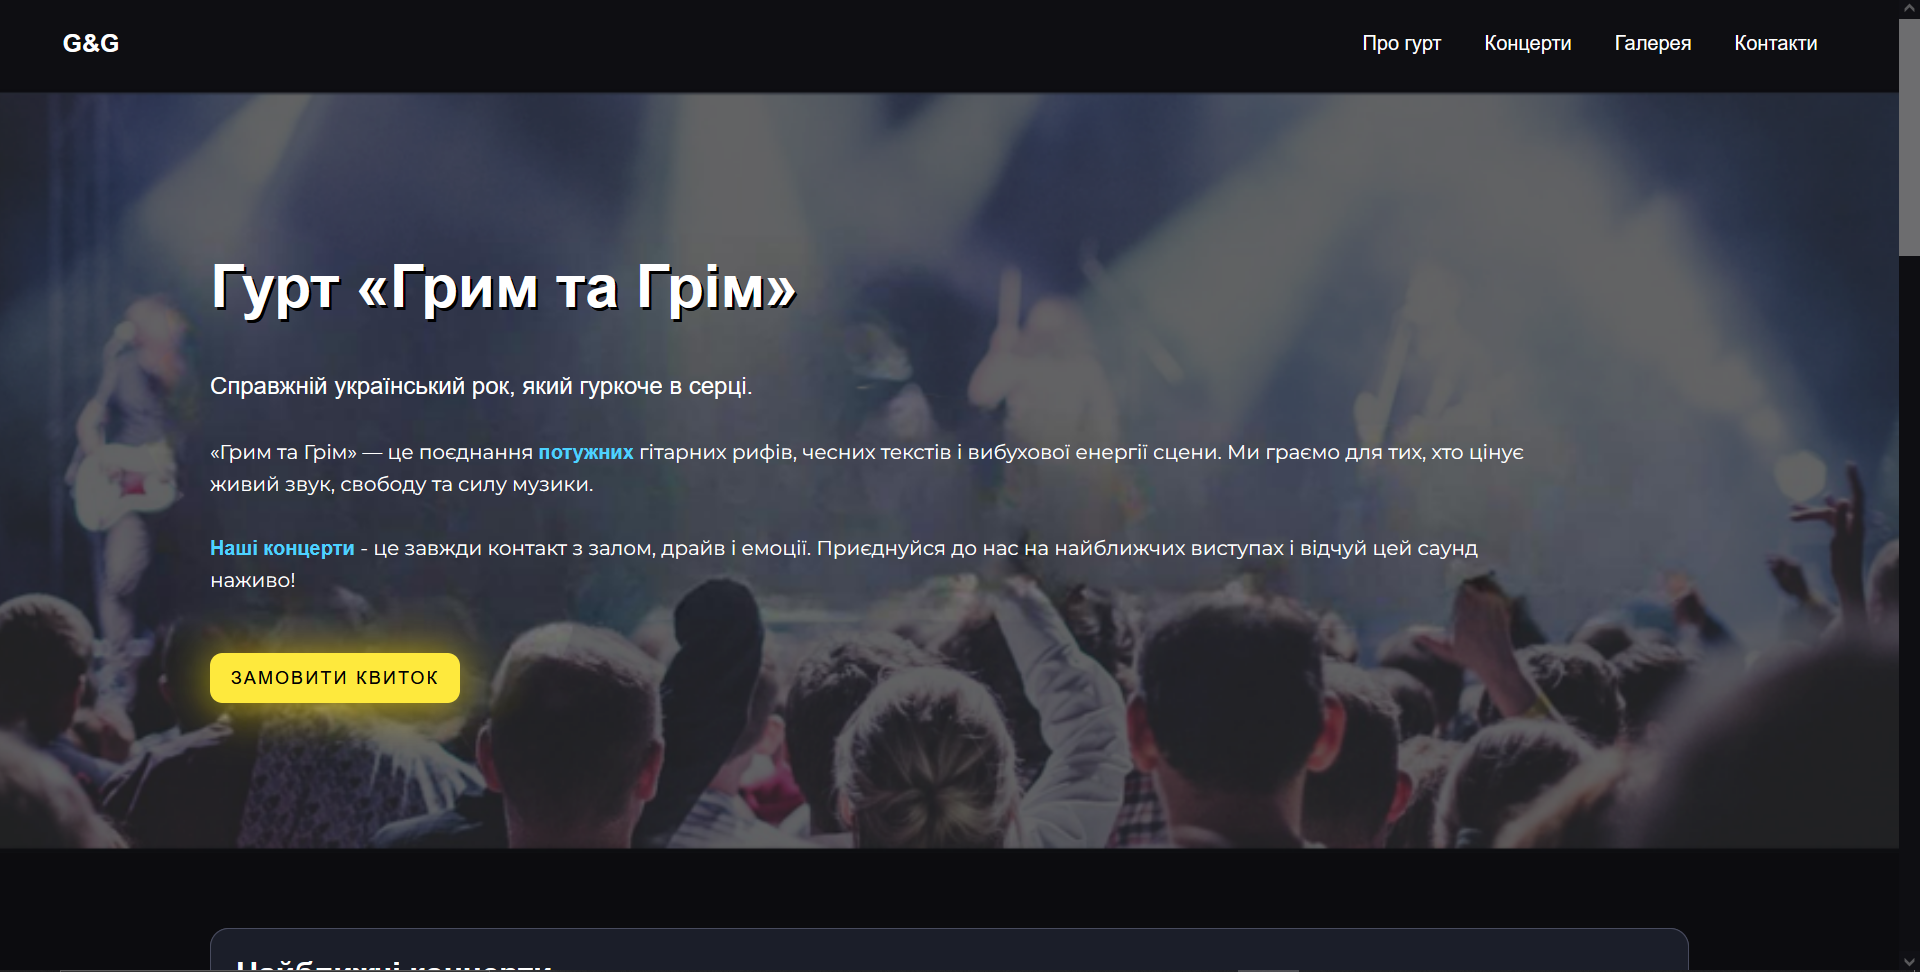 G&G
Про гурт Концерти Галерея Контакти
Гурт «Грим та Грім»
Справжній український рок, який гуркоче в серці.
«Грим та Грім» — це поєднання потужних гітарних рифів, чесних текстів і вибухової енергії сцени. Ми граємо для тих, хто цінує
живий звук, свободу та силу музики.
Наші концерти - це завжди контакт з залом, драйв і емоції. Приєднуйся до нас на найближчих виступах і відчуй цей саунд
наживо!
ЗАМОВИТИ КВИТОК
Найближчі концерти